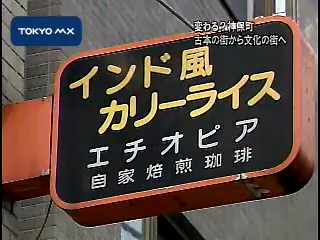 TOKYO MX
変わる?神保町
古本の街から文化の街へ
インド風
カリーライス
エチオピア
自家焙煎珈琲